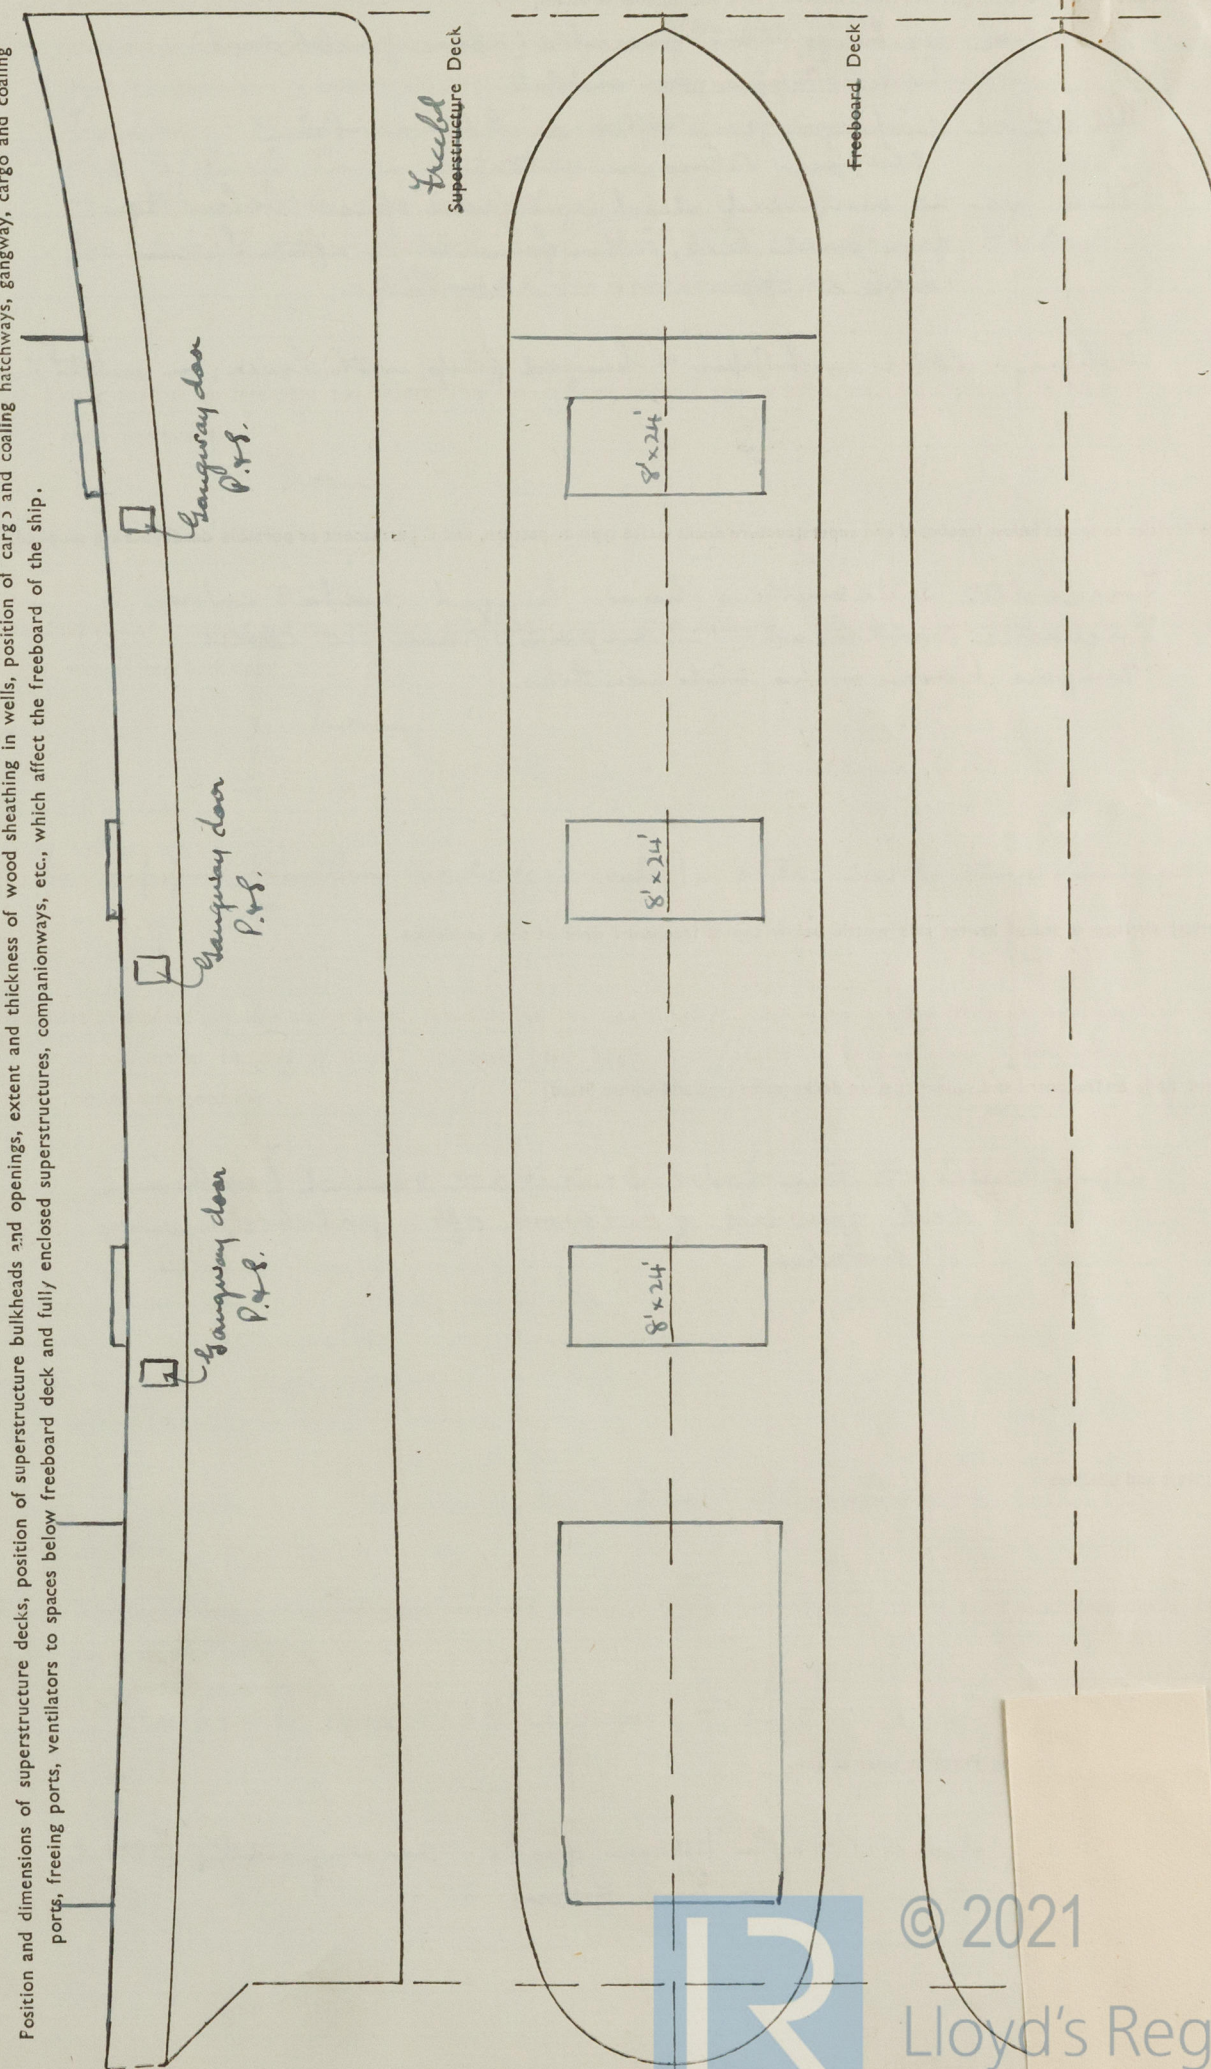 Position and dimensions of superstructure decks, position of superstructure bulkheads and openings, extent and thickness of wood sheathing in wells, position of cargo and coaling hatchways, gangway, cargo and coaling
ports, freeing ports, ventilators to spaces below freeboard deck and fully enclosed superstructures, companionways, etc., which affect the freeboard of the ship.
Gangway door
P. & S.
Gangway door
P. & S.
Gangway door
P. & S.
Freebd
Superstructure Deck
8' x 24'
8' x 24'
8' x 24'
Freeboard Deck
© 2021
Lloyd's Reg